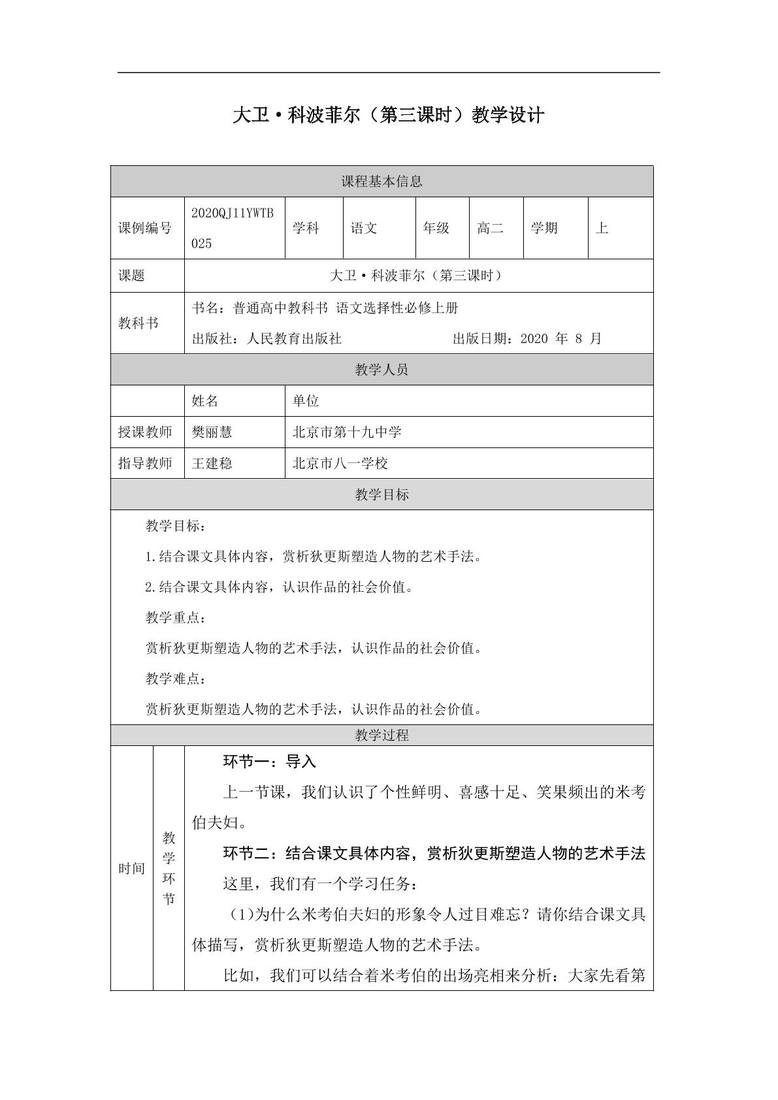 大卫·科波菲尔（第三课时）教学设计
课程基本信息
课例编号 2020QJ11YWTB025 学科 语文 年级 高二 学期 上
课题 大卫·科波菲尔（第三课时）
教科书 书名：普通高中教科书 语文选择性必修上册
出版社：人民教育出版社 出版日期：2020 年 8 月
教学人员
姓名 单位
授课教师 樊丽慧 北京市第十九中学
指导教师 王建稳 北京市八一学校
教学目标
教学目标：
1.结合课文具体内容，赏析狄更斯塑造人物的艺术手法。
2.结合课文具体内容，认识作品的社会价值。
教学重点：
赏析狄更斯塑造人物的艺术手法，认识作品的社会价值。
教学难点：
赏析狄更斯塑造人物的艺术手法，认识作品的社会价值。
教学过程
时间 教学环节
环节一：导入
上一节课，我们认识了个性鲜明、喜感十足、笑果频出的米考
伯夫妇。
环节二：结合课文具体内容，赏析狄更斯塑造人物的艺术手法
这里，我们有一个学习任务：
（1）为什么米考伯夫妇的形象令人过目难忘？请你结合课文具
体描写，赏析狄更斯塑造人物的艺术手法。
比如，我们可以结合着米考伯的出场亮相来分析：大家先看第